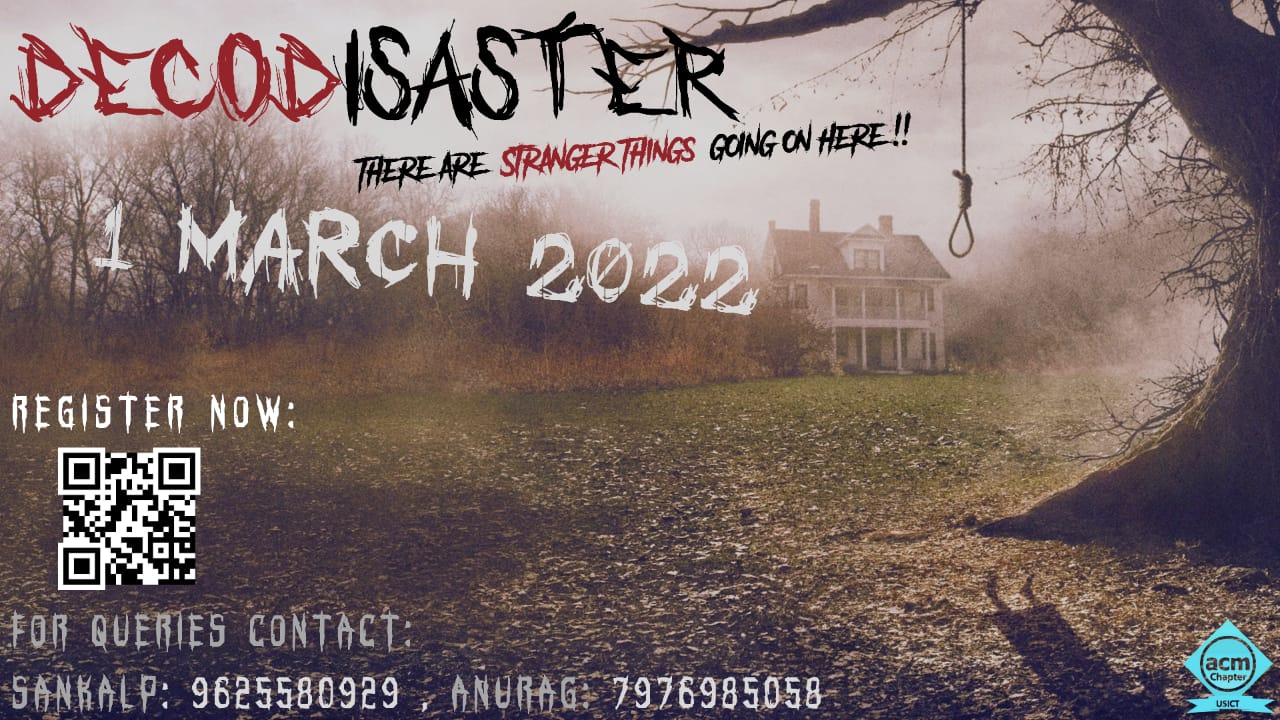 DECODISASTER
THERE ARE STRANGER THINGS GOING ON HERE!!
1 MARCH 2022
REGISTER NOW:
FOR QUERIES CONTACT:
SANKALP: 9625580929 , ANURAG: 7976985058
acm
Chapter
USICT